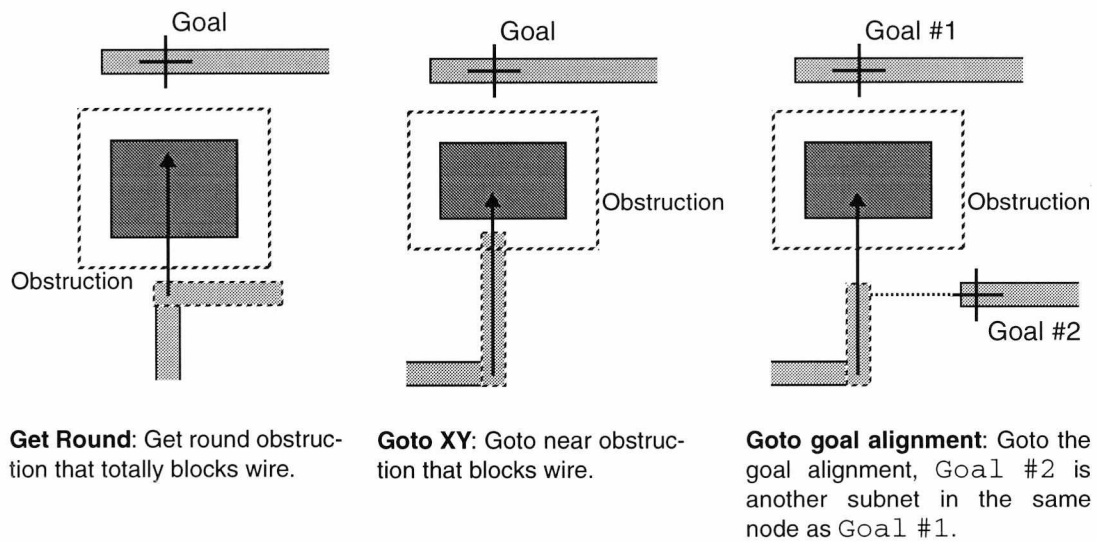 Goal
Goal
Goal #1
Obstruction
Obstruction
Obstruction
Goal #2
Get Round: Get round obstruc-
tion that totally blocks wire.
Goto XY: Goto near obstruc-
tion that blocks wire.
Goto goal alignment: Goto the
goal alignment, Goal #2 is
another subnet in the same
node as Goal #1.